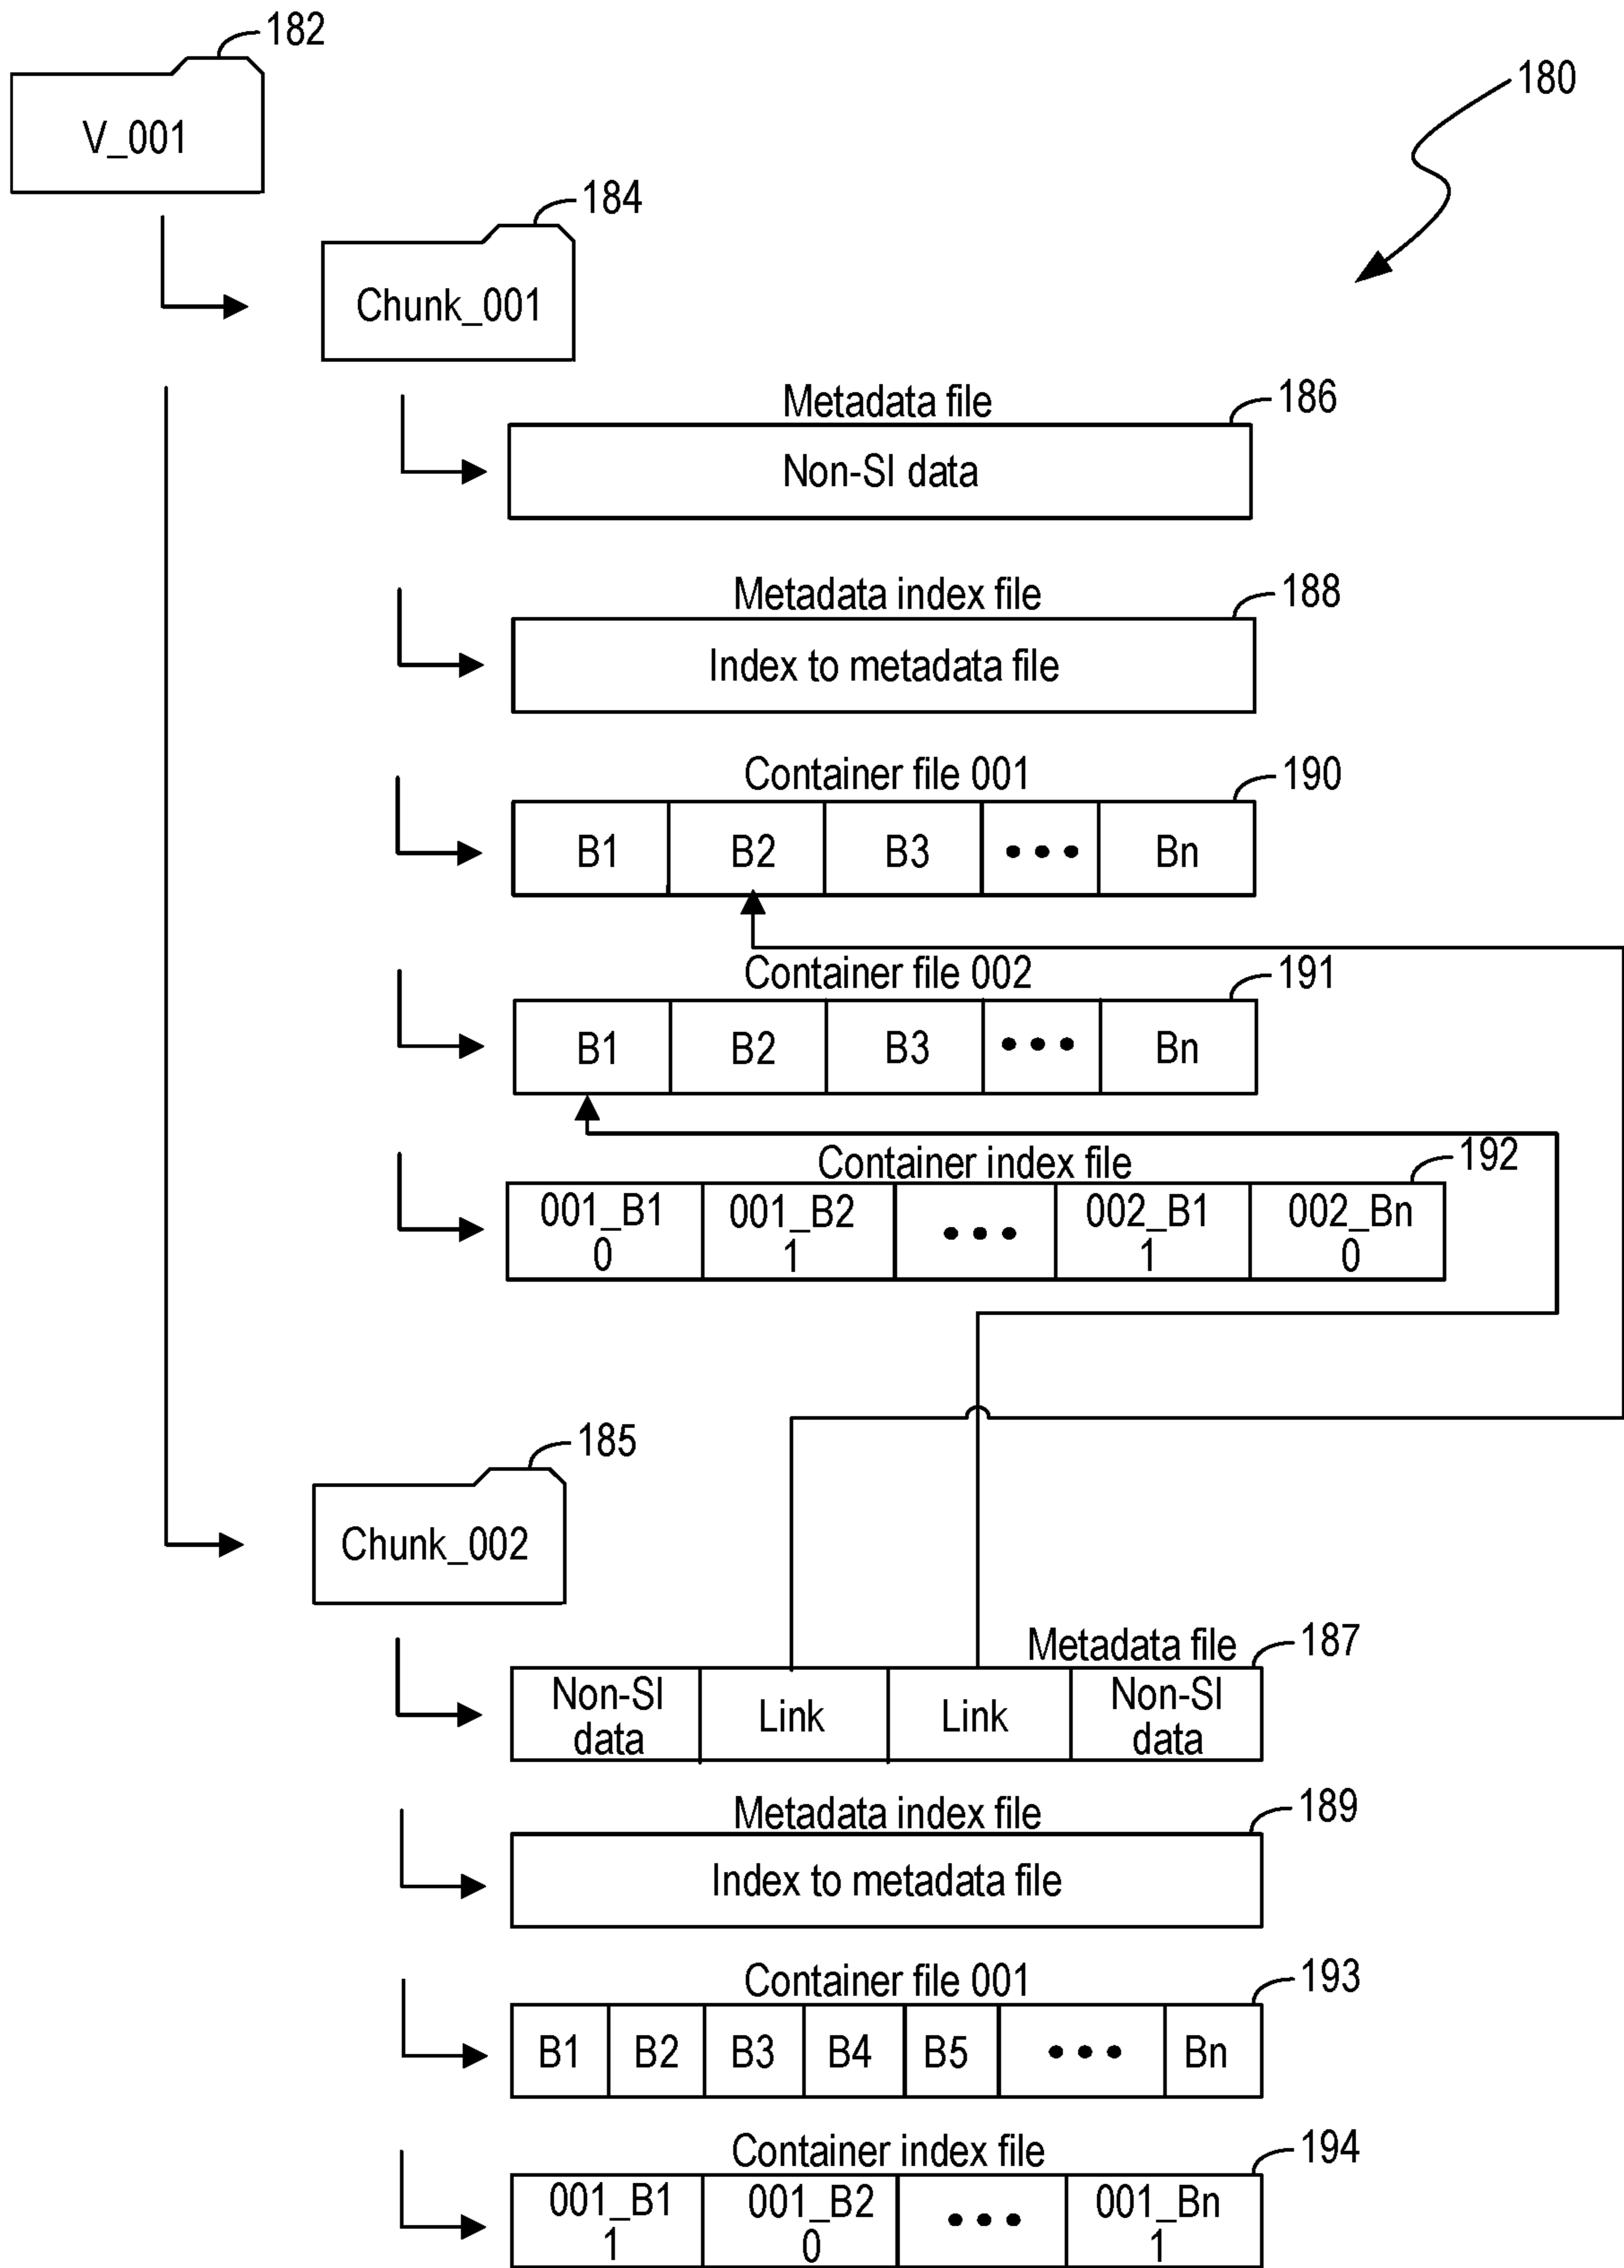 182
V_001
180
184
Chunk_001
Metadata file
186
Non-SI data
Metadata index file
188
Index to metadata file
Container file 001
190
B1 B2 B3 ••• Bn
Container file 002
191
B1 B2 B3 ••• Bn
Container index file
192
001_B1 001_B2 ••• 002_B1 002_Bn
0 1 1 0
185
Chunk_002
Metadata file
187
Non-SI Link Link Non-SI
data data
Metadata index file
189
Index to metadata file
Container file 001
193
B1 B2 B3 B4 B5 ••• Bn
Container index file
194
001_B1 001_B2 ••• 001_Bn
1 0 1